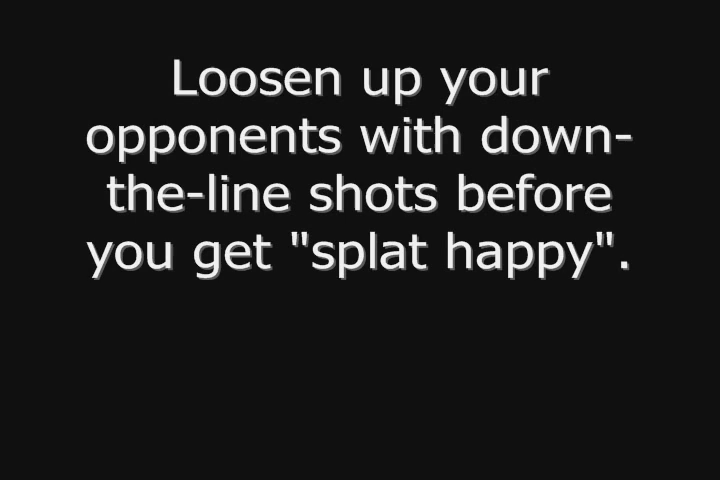 Loosen up your
opponents with down-
the-line shots before
you get "splat happy".